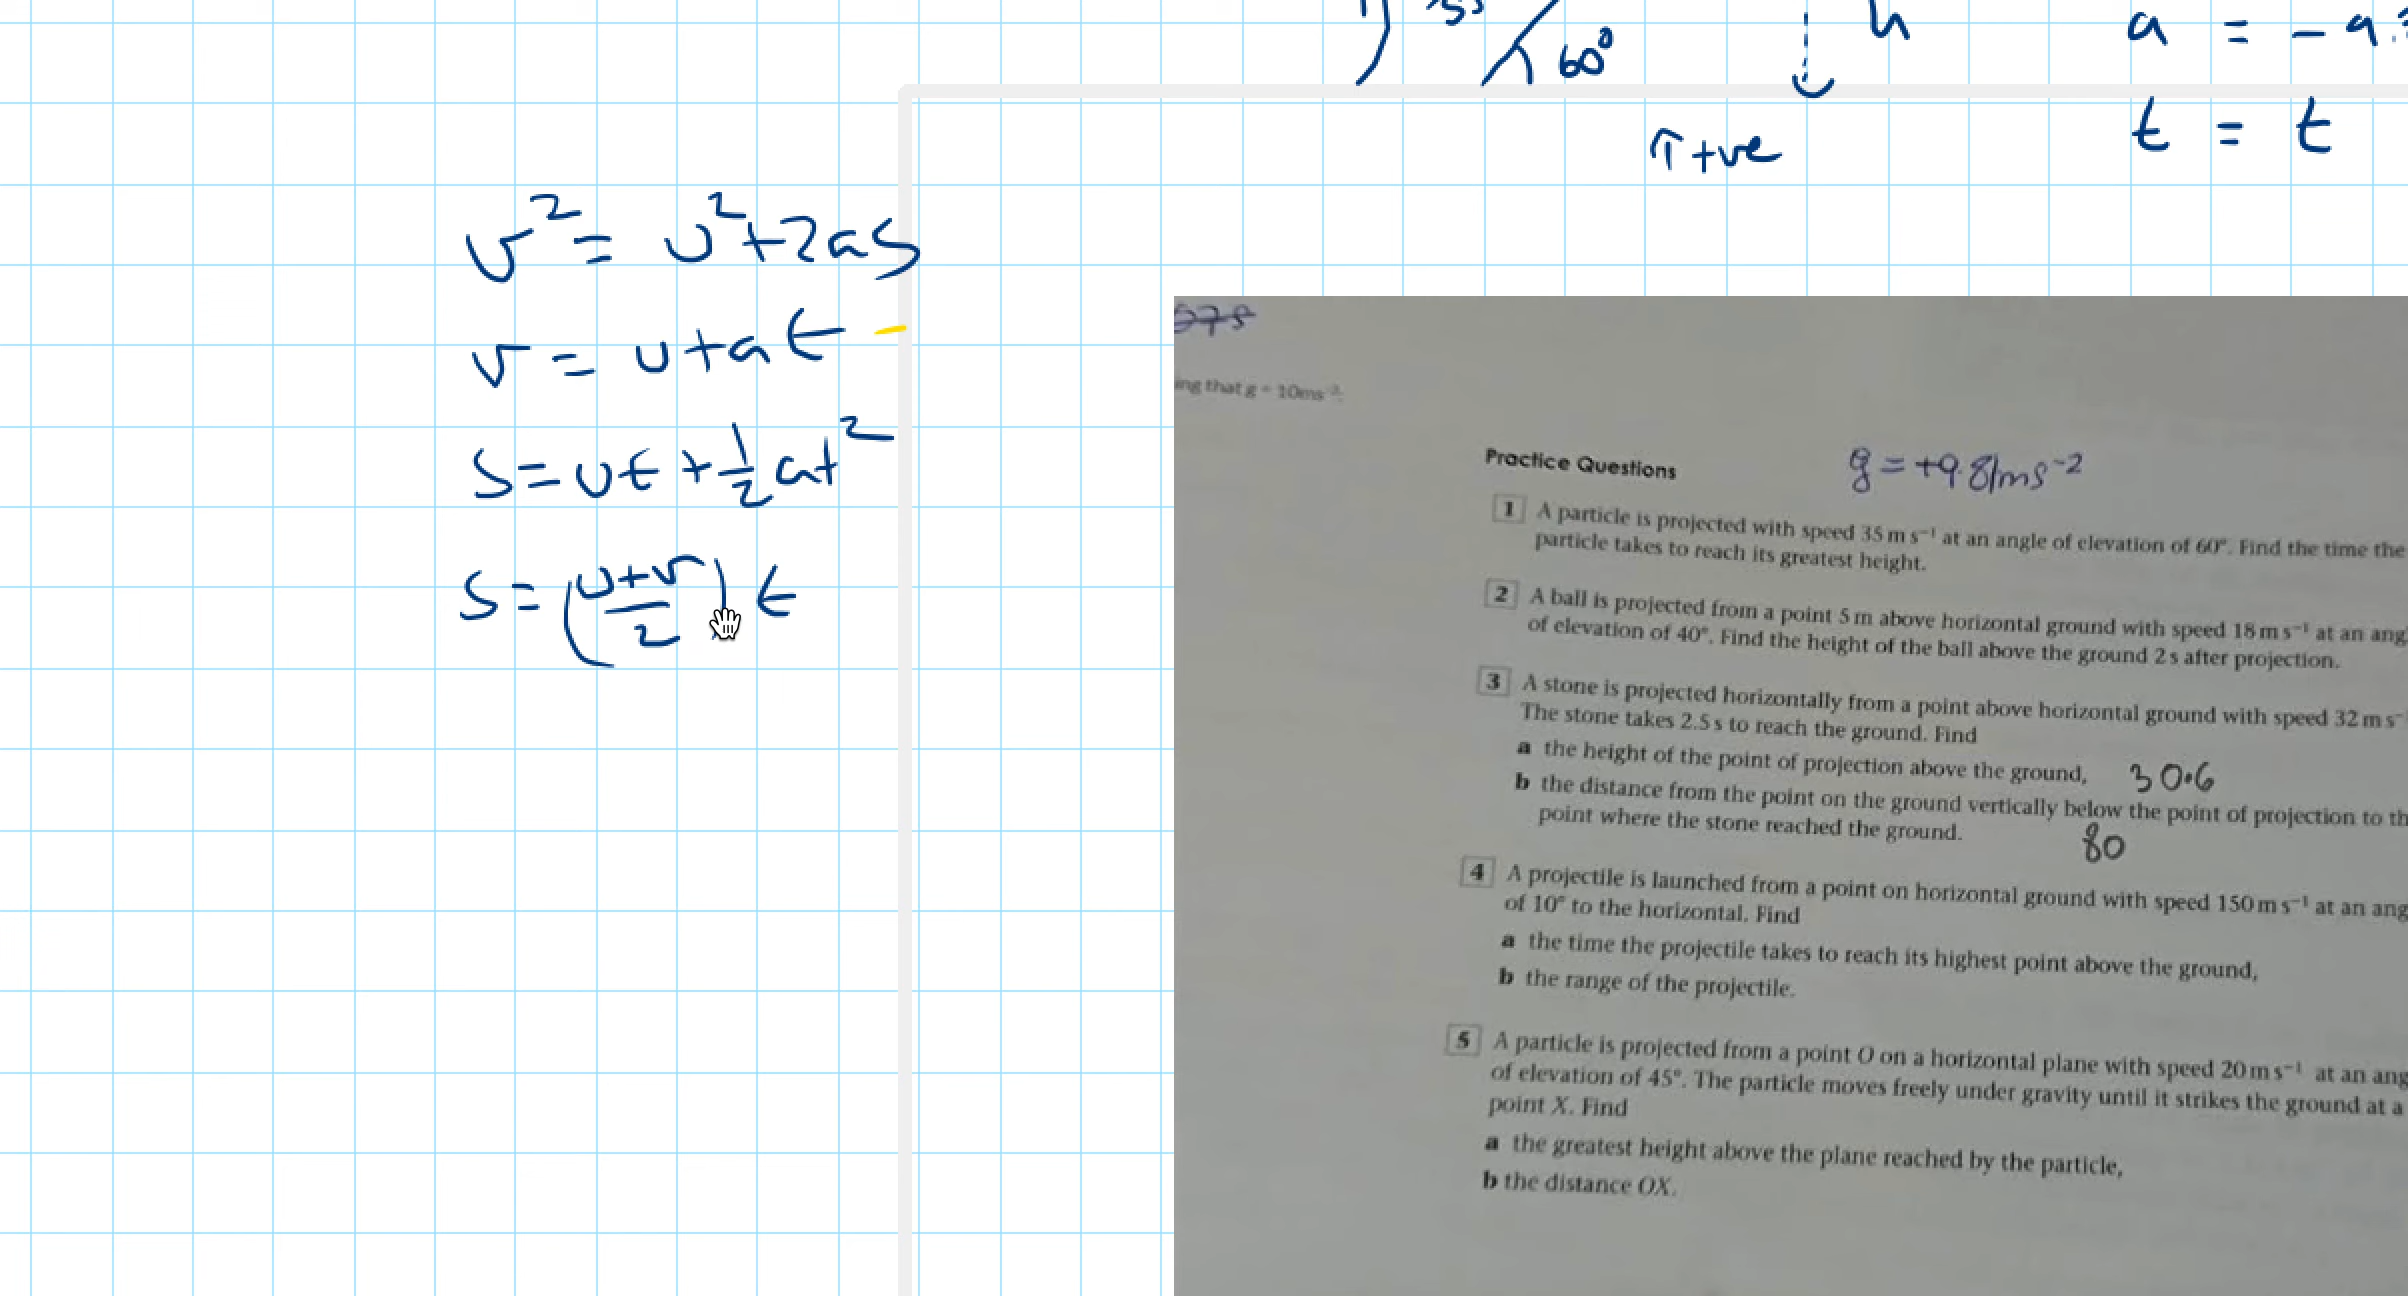 60°
h
a = -9.
t = t
↑+ve
v² = u²+2as
v = u+at
s=ut+½at²
s=(u+v/2)t
ing that g = 10ms⁻².
Practice Questions
g = +9.81ms⁻²
1 A particle is projected with speed 35 m s⁻¹ at an angle of elevation of 60°. Find the time the
particle takes to reach its greatest height.
2 A ball is projected from a point 5 m above horizontal ground with speed 18 m s⁻¹ at an ang
of elevation of 40°. Find the height of the ball above the ground 2 s after projection.
3 A stone is projected horizontally from a point above horizontal ground with speed 32 m s⁻
The stone takes 2.5 s to reach the ground. Find
a the height of the point of projection above the ground, 30.6
b the distance from the point on the ground vertically below the point of projection to th
point where the stone reached the ground. 80
4 A projectile is launched from a point on horizontal ground with speed 150 m s⁻¹ at an ang
of 10° to the horizontal. Find
a the time the projectile takes to reach its highest point above the ground,
b the range of the projectile.
5 A particle is projected from a point O on a horizontal plane with speed 20 m s⁻¹ at an ang
of elevation of 45°. The particle moves freely under gravity until it strikes the ground at a
point X. Find
a the greatest height above the plane reached by the particle,
b the distance OX.